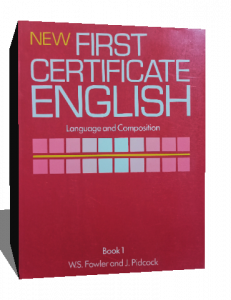 NEW FIRST
CERTIFICATE
ENGLISH
Language and Composition
Book 1
W.S. Fowler and J. Pidcock